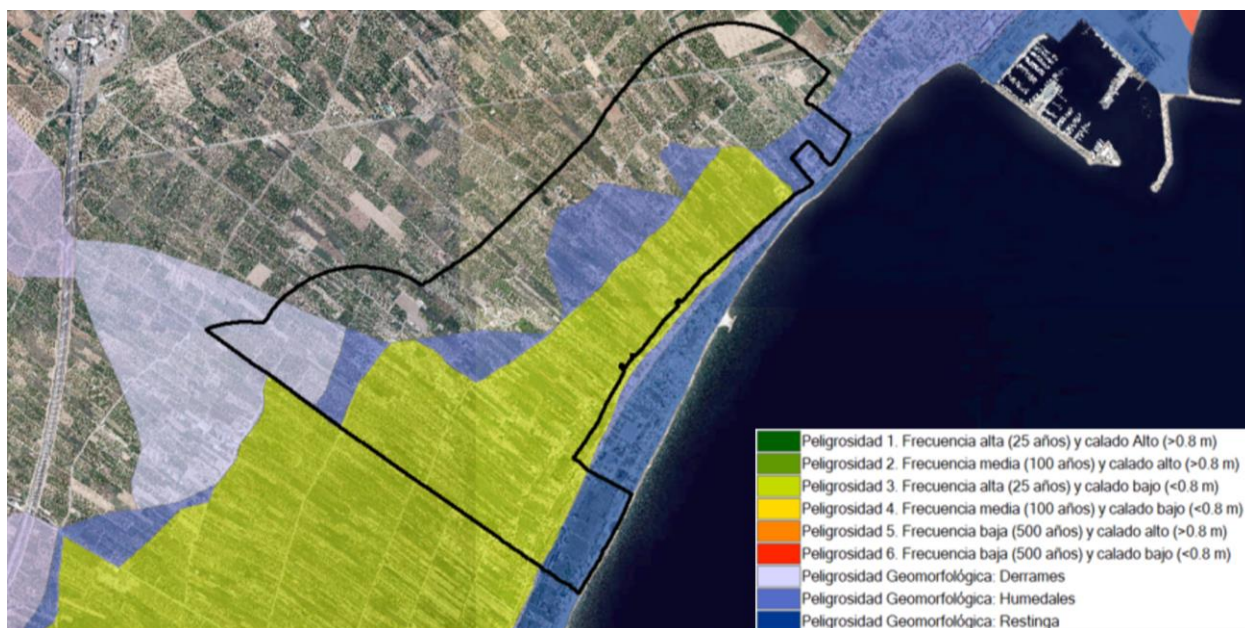 Peligrosidad 1. Frecuencia alta (25 años) y calado Alto (>0.8 m)
Peligrosidad 2. Frecuencia media (100 años) y calado alto (>0.8 m)
Peligrosidad 3. Frecuencia alta (25 años) y calado bajo (<0.8 m)
Peligrosidad 4. Frecuencia media (100 años) y calado bajo (<0.8 m)
Peligrosidad 5. Frecuencia baja (500 años) y calado alto (>0.8 m)
Peligrosidad 6. Frecuencia baja (500 años) y calado bajo (<0.8 m)
Peligrosidad Geomorfológica: Derrames
Peligrosidad Geomorfológica: Humedales
Peligrosidad Geomorfológica: Restinga